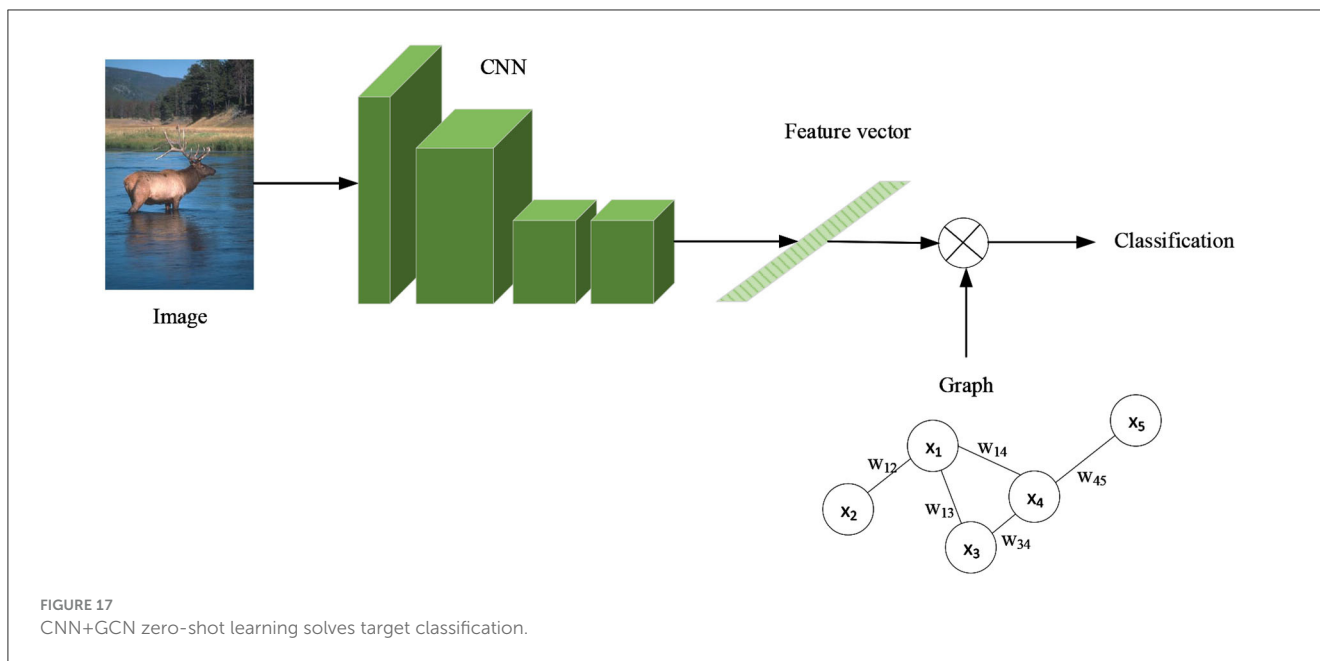 CNN
Feature vector
Classification
Image
Graph
x₁
x₂
x₃
x₄
x₅
w₁₂
w₁₃
w₁₄
w₃₄
w₄₅
FIGURE 17
CNN+GCN zero-shot learning solves target classification.